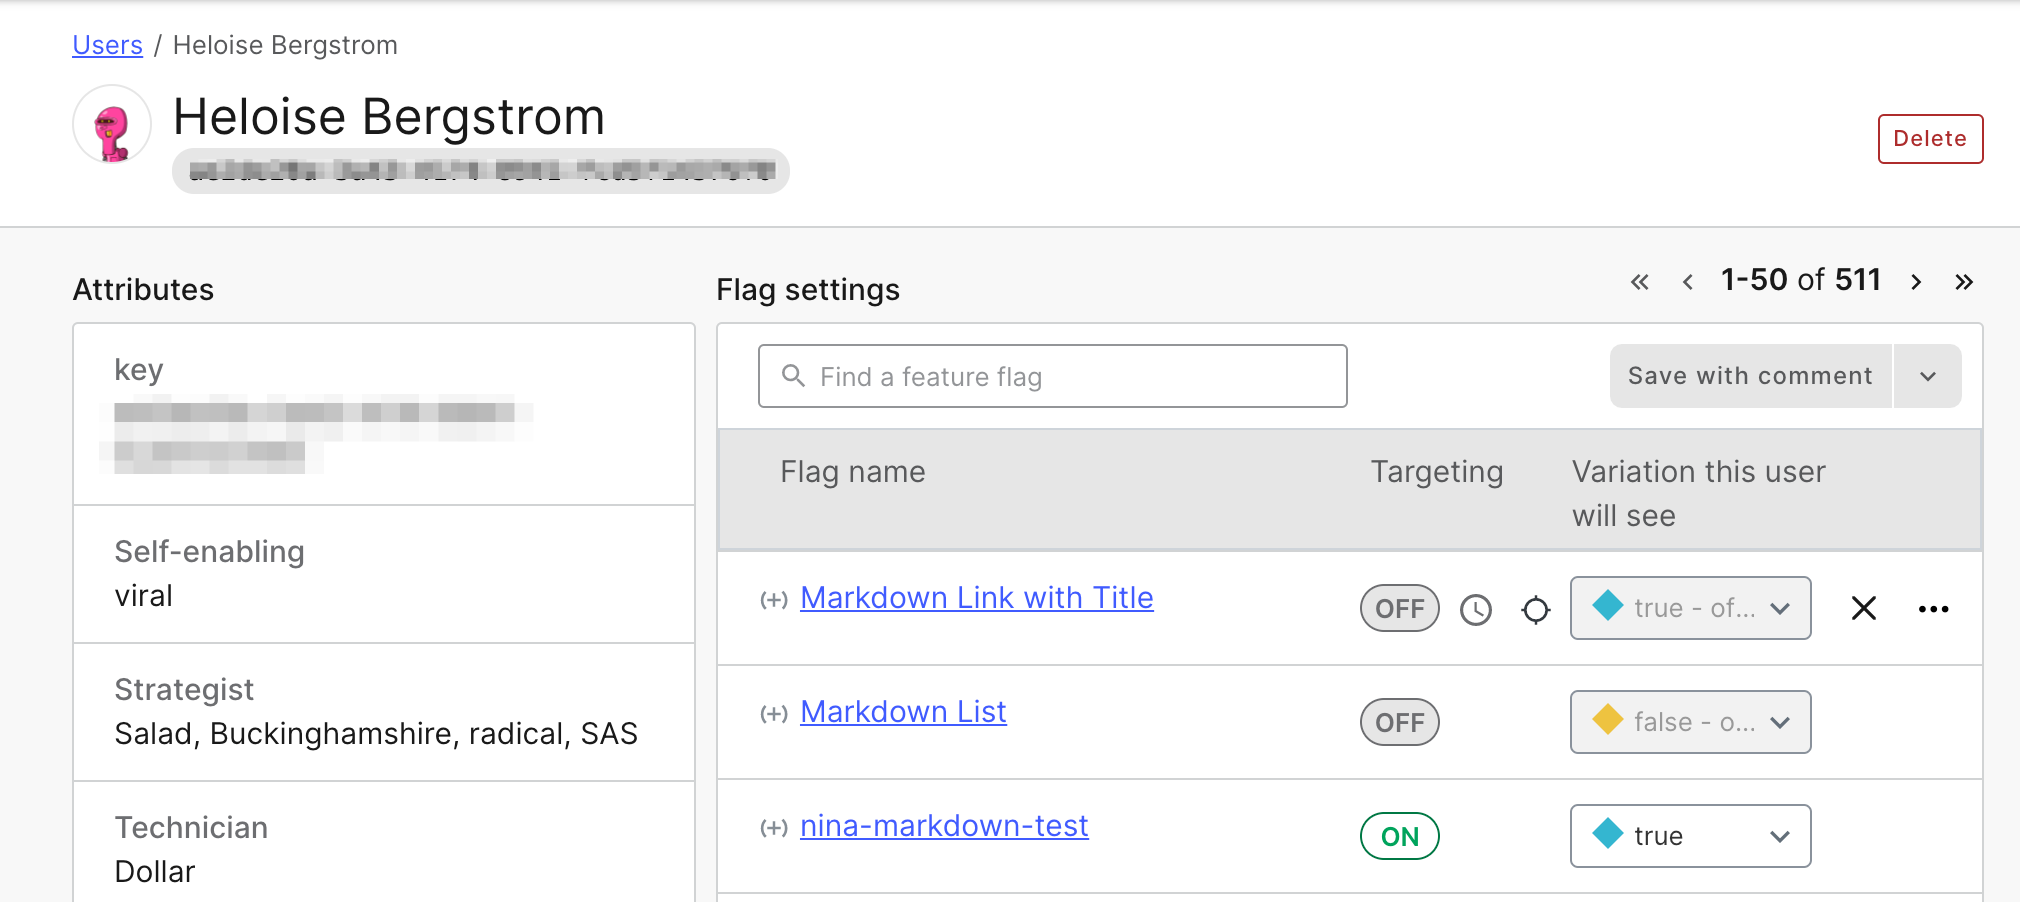 Users / Heloise Bergstrom
Heloise Bergstrom
Delete
Attributes
key
Self-enabling
viral
Strategist
Salad, Buckinghamshire, radical, SAS
Technician
Dollar
Flag settings
« ‹ 1-50 of 511 › »
Find a feature flag
Save with comment
Flag name Targeting Variation this user
will see
(+) Markdown Link with Title OFF true - of...
(+) Markdown List OFF false - o...
(+) nina-markdown-test ON true